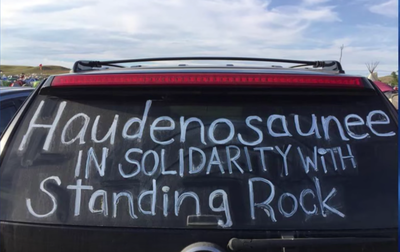 Haudenosaunee
IN SOLIDARITY WITH
Standing Rock